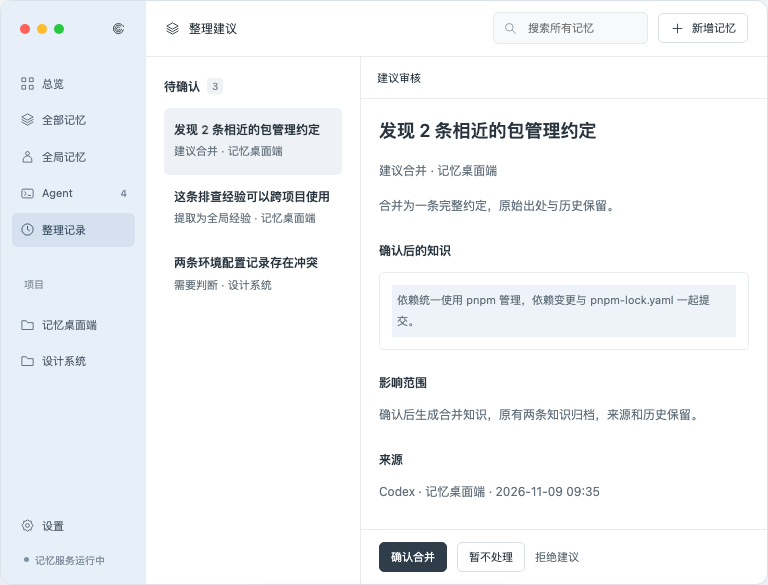 整理建议
搜索所有记忆
新增记忆
总览
全部记忆
全局记忆
Agent 4
整理记录
项目
记忆桌面端
设计系统
设置
记忆服务运行中
待确认 3
发现 2 条相近的包管理约定
建议合并 · 记忆桌面端
这条排查经验可以跨项目使用
提取为全局经验 · 记忆桌面端
两条环境配置记录存在冲突
需要判断 · 设计系统
建议审核
发现 2 条相近的包管理约定
建议合并 · 记忆桌面端
合并为一条完整约定，原始出处与历史保留。
确认后的知识
依赖统一使用 pnpm 管理，依赖变更与 pnpm-lock.yaml 一起提
交。
影响范围
确认后生成合并知识，原有两条知识归档，来源和历史保留。
来源
Codex · 记忆桌面端 · 2026-11-09 09:35
确认合并
暂不处理
拒绝建议